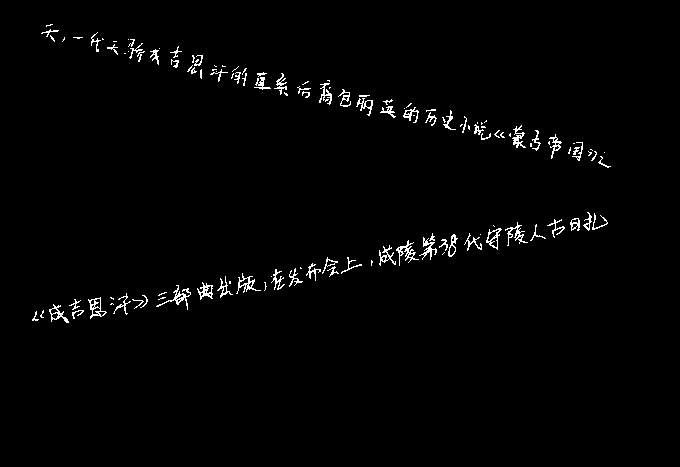 天,一代天骄成吉思汗的直系后裔包丽英的历史小说《蒙古帝国》之
《成吉思汗》三部曲出版,在发布会上,成陵第38代守陵人古日扎